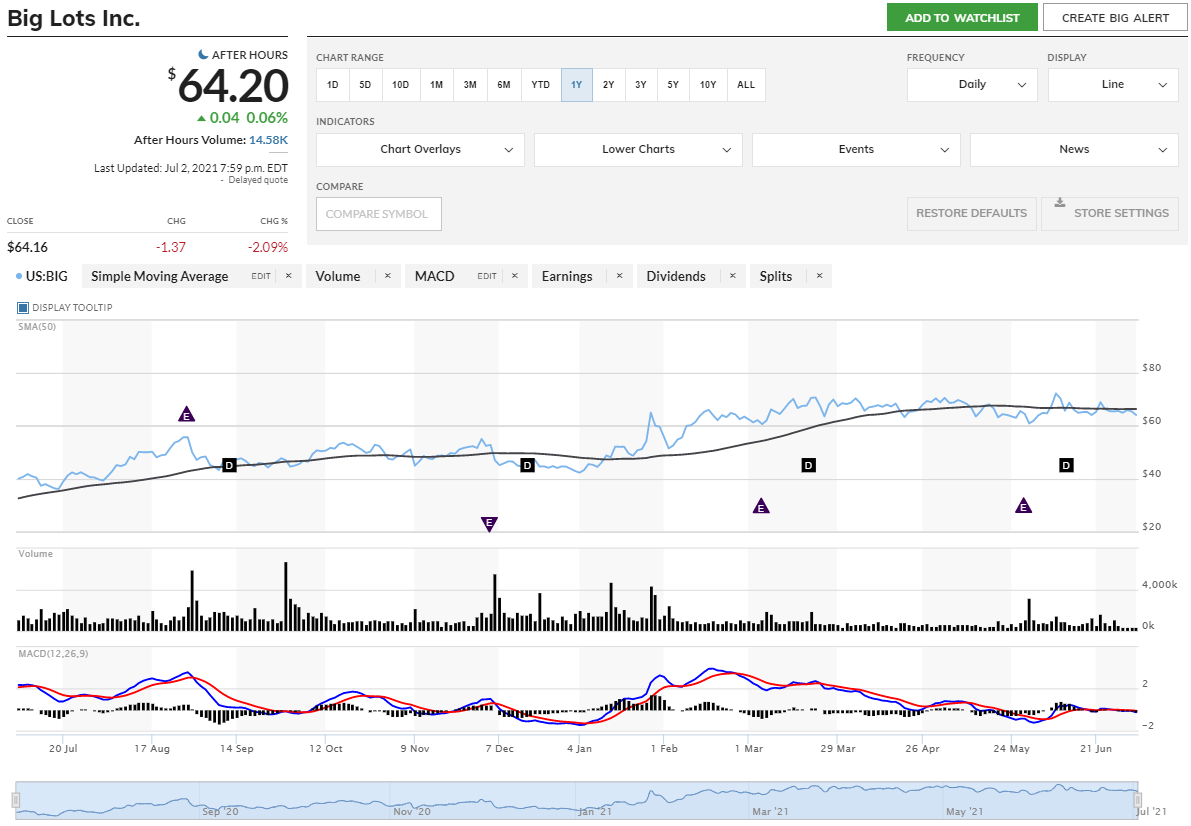 Big Lots Inc.
ADD TO WATCHLIST
CREATE BIG ALERT
AFTER HOURS
$64.20
0.04 0.06%
After Hours Volume: 14.58K
Last Updated: Jul 2, 2021 7:59 p.m. EDT
- Delayed quote
CLOSE CHG CHG %
$64.16 -1.37 -2.09%
CHART RANGE
1D 5D 10D 1M 3M 6M YTD 1Y 2Y 3Y 5Y 10Y ALL
FREQUENCY
Daily
DISPLAY
Line
INDICATORS
Chart Overlays Lower Charts Events News
COMPARE
COMPARE SYMBOL
RESTORE DEFAULTS
STORE SETTINGS
US:BIG Simple Moving Average EDIT × Volume × MACD EDIT × Earnings × Dividends × Splits ×
DISPLAY TOOLTIP
SMA(50)
$80
$60
$40
$20
E
D
E
D
E
D
E
D
Volume
4,000k
0k
MACD(12,26,9)
2
-2
20 Jul 17 Aug 14 Sep 12 Oct 9 Nov 7 Dec 4 Jan 1 Feb 1 Mar 29 Mar 26 Apr 24 May 21 Jun
Sep '20 Nov '20 Jan '21 Mar '21 May '21 Jul '21